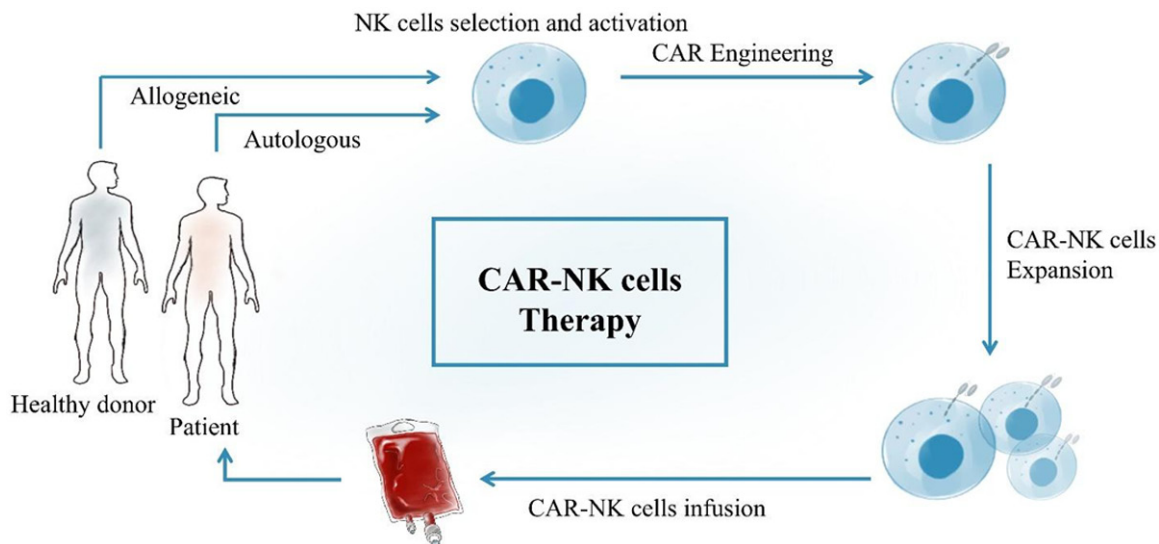 NK cells selection and activation
CAR Engineering
Allogeneic
Autologous
CAR-NK cells
Expansion
CAR-NK cells
Therapy
Healthy donor
Patient
CAR-NK cells infusion